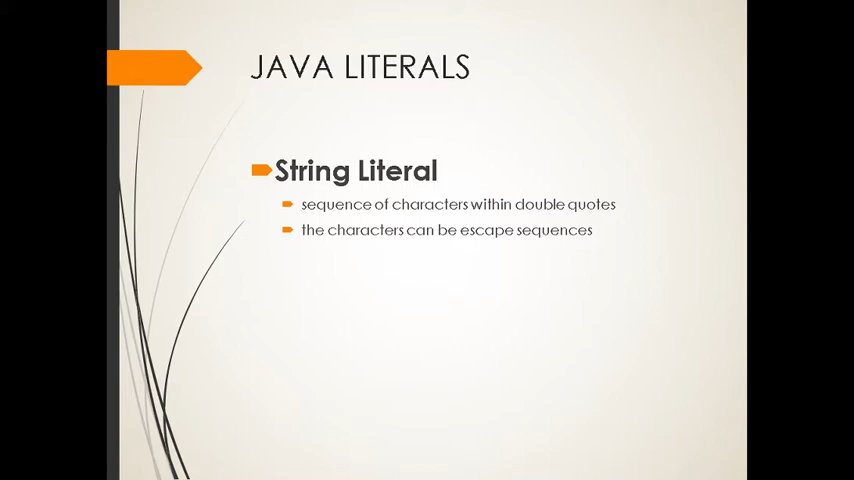 JAVA LITERALS
String Literal
sequence of characters within double quotes
the characters can be escape sequences